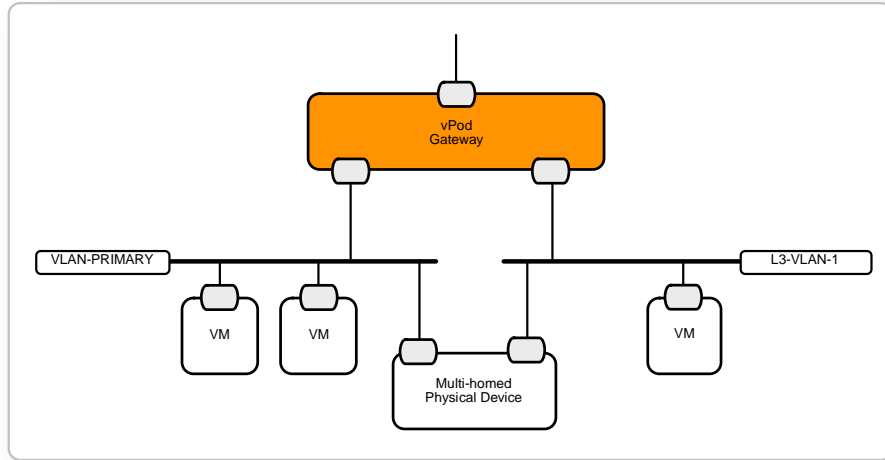 vPod
Gateway
VLAN-PRIMARY
L3-VLAN-1
VM
VM
VM
Multi-homed
Physical Device